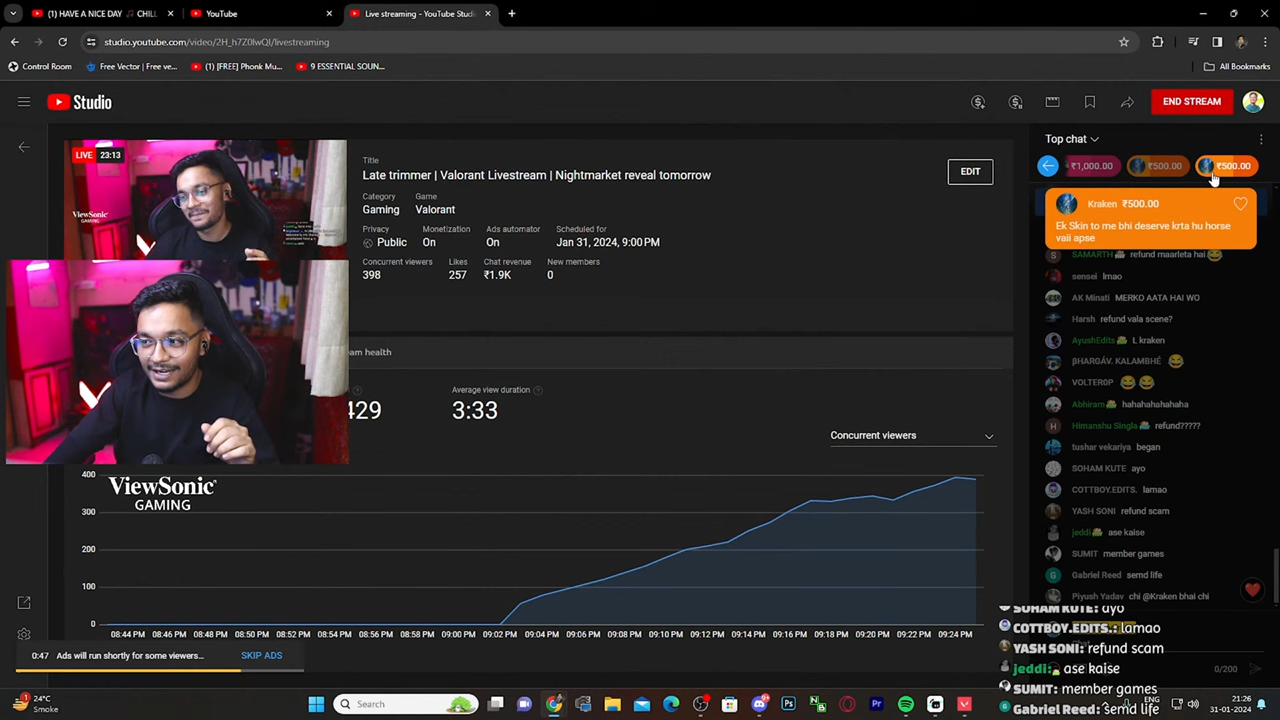 (1) HAVE A NICE DAY 🎵 CHILL
YouTube
Live streaming - YouTube Studio
studio.youtube.com/video/2H_h7Z0lwQI/livestreaming
Control Room
Free Vector | Free ve...
(1) [FREE] Phonk Mu...
9 ESSENTIAL SOUN...
All Bookmarks
Studio
END STREAM
LIVE 23:13
ViewSonic
GAMING
Title
Late trimmer | Valorant Livestream | Nightmarket reveal tomorrow
EDIT
Category Game
Gaming Valorant
Privacy Monetization Ads automator Scheduled for
Public On On Jan 31, 2024, 9:00 PM
Concurrent viewers Likes Chat revenue New members
398 257 ₹1.9K 0
am health
Average view duration
429 3:33
Concurrent viewers
400
300
200
100
0
08:44 PM 08:46 PM 08:48 PM 08:50 PM 08:52 PM 08:54 PM 08:56 PM 08:58 PM 09:00 PM 09:02 PM 09:04 PM 09:06 PM 09:08 PM 09:10 PM 09:12 PM 09:14 PM 09:16 PM 09:18 PM 09:20 PM 09:22 PM 09:24 PM
ViewSonic
GAMING
0:47 Ads will run shortly for some viewers... SKIP ADS
Top chat
₹1,000.00 ₹500.00 ₹500.00
Kraken ₹500.00
Ek Skin to me bhi deserve krta hu horse
vaii apse
SAMARTH refund maarleta hai 😂
sensei lmao
AK Minati MERKO AATA HAI WO
Harsh refund vala scene?
AyushEdits L kraken
βHARGÁV. KALAMBHÉ 😂
VOLTER0P 😂 😂
Abhiram hahahahahaha
Himanshu Singla refund?????
tushar vekariya began
SOHAM KUTE ayo
COTTBOY.EDITS. lamao
YASH SONI refund scam
jeddi ase kaise
SUMIT member games
Gabriel Reed semd life
Piyush Yadav chi @Kraken bhai chi
0/200
SOHAM KUTE: ayo
COTTBOY.EDITS.: lamao
YASH SONI: refund scam
jeddi: ase kaise
SUMIT: member games
Gabriel Reed: semd life
24°C
Smoke
Search
ENG
21:26
31-01-2024